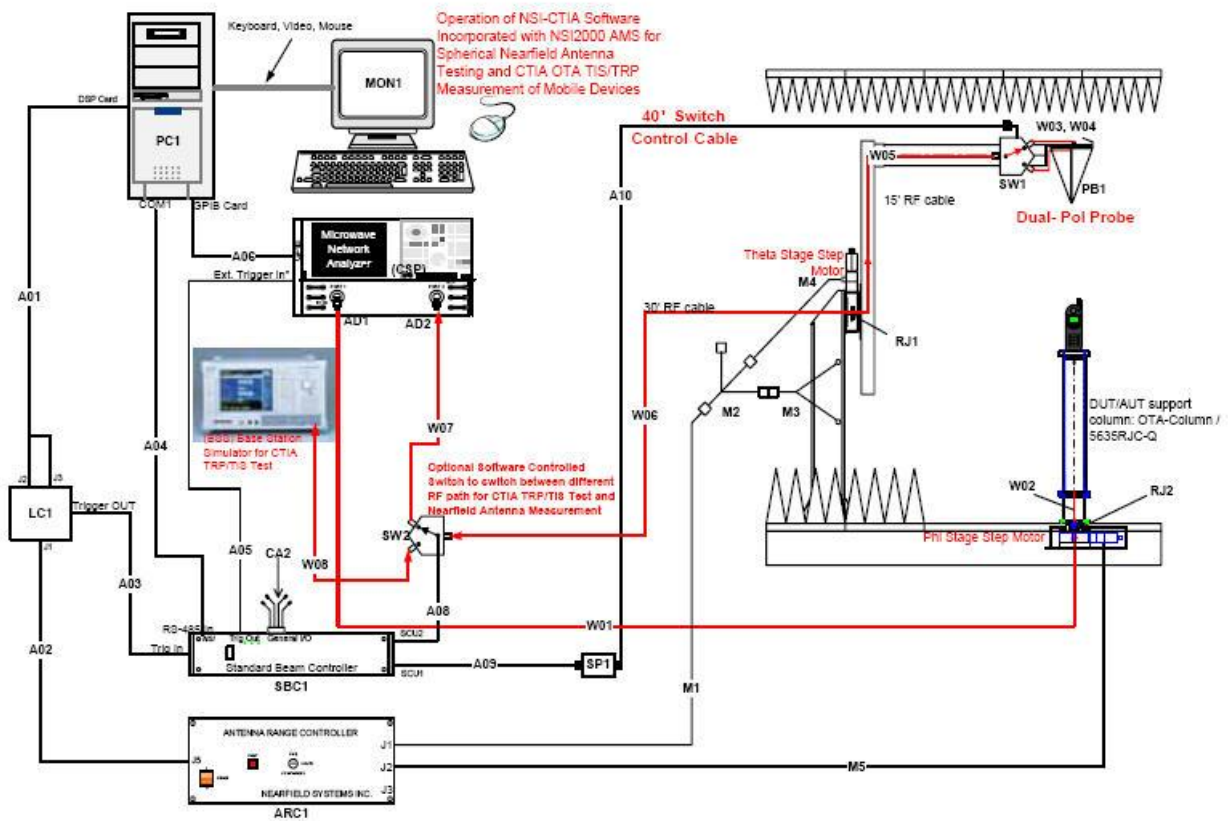 Operation of NSI-CTIA Software
Incorporated with NSI2000 AMS for
Spherical Nearfield Antenna
Testing and CTIA OTA TIS/TRP
Measurement of Mobile Devices
Keyboard, Video, Mouse
MON1
DSP Card
PC1
COM1
GPIB Card
40' Switch
Control Cable
W03, W04
W05
SW1
PB1
15' RF cable
Dual- Pol Probe
A10
Microwave
Network
Analyzer
(CSP)
A06
Ext. Trigger In*
AD1
AD2
A01
Theta Stage Step
Motor
M4
30' RF cable
RJ1
W06
M2
M3
DUT/AUT support
column: OTA-Column /
5635RJC-Q
W02
RJ2
Phi Stage Step Motor
(BSS) Base Station
Simulator for CTIA
TRP/TIS Test
W07
A04
Optional Software Controlled
Switch to switch between different
RF path for CTIA TRP/TIS Test and
Nearfield Antenna Measurement
J2
J3
LC1
Trigger OUT
J1
SW2
A05
CA2
W08
A03
A08
W01
RS-485 In
Trig Out
General I/O
Trig In
Standard Beam Controller
SCU2
SCU1
SBC1
A09
SP1
A02
M1
ANTENNA RANGE CONTROLLER
J1
J2
J3
J5
NEARFIELD SYSTEMS INC.
ARC1
M5